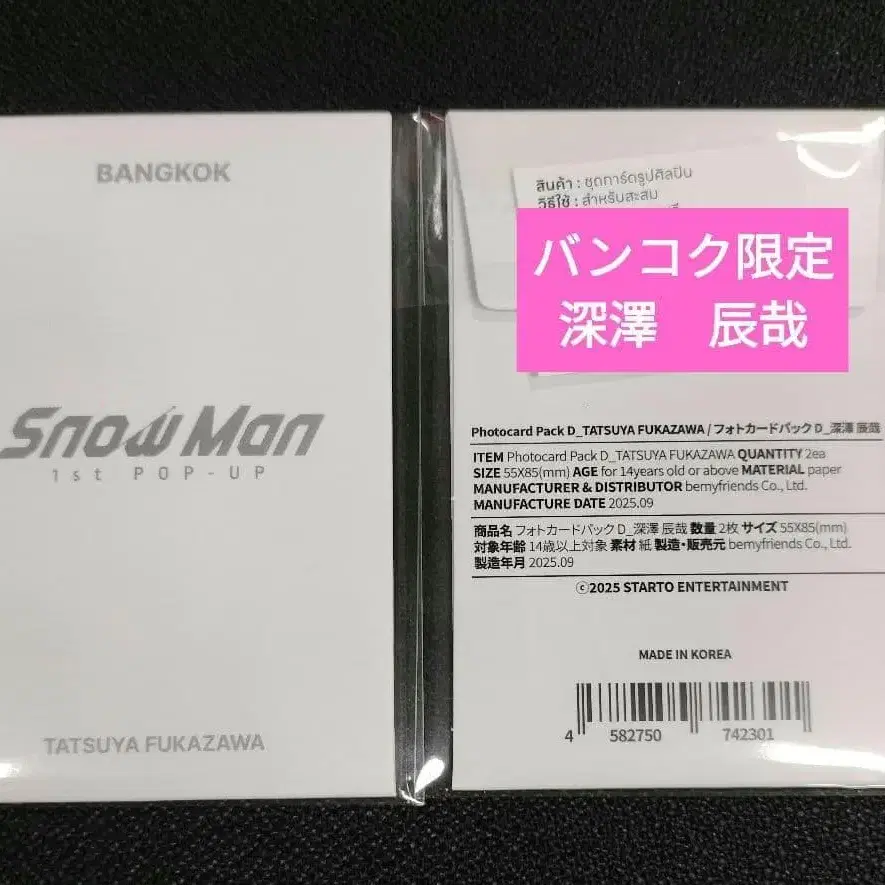 BANGKOK
Snow Man
1st POP-UP
TATSUYA FUKAZAWA
สินค้า : ชุดการ์ดรูปศิลปิน
วิธีใช้ : สำหรับสะสม
バンコク限定
深澤 辰哉
Photocard Pack D_TATSUYA FUKAZAWA / フォトカードパック D_深澤 辰哉
ITEM Photocard Pack D_TATSUYA FUKAZAWA QUANTITY 2ea
SIZE 55X85(mm) AGE for 14years old or above MATERIAL paper
MANUFACTURER & DISTRIBUTOR bemyfriends Co., Ltd.
MANUFACTURE DATE 2025.09
商品名 フォトカードパック D_深澤 辰哉 数量 2枚 サイズ 55X85(mm)
対象年齢 14歳以上対象 素材 紙 製造・販売元 bemyfriends Co., Ltd.
製造年月 2025.09
©2025 STARTO ENTERTAINMENT
MADE IN KOREA
4 582750 742301